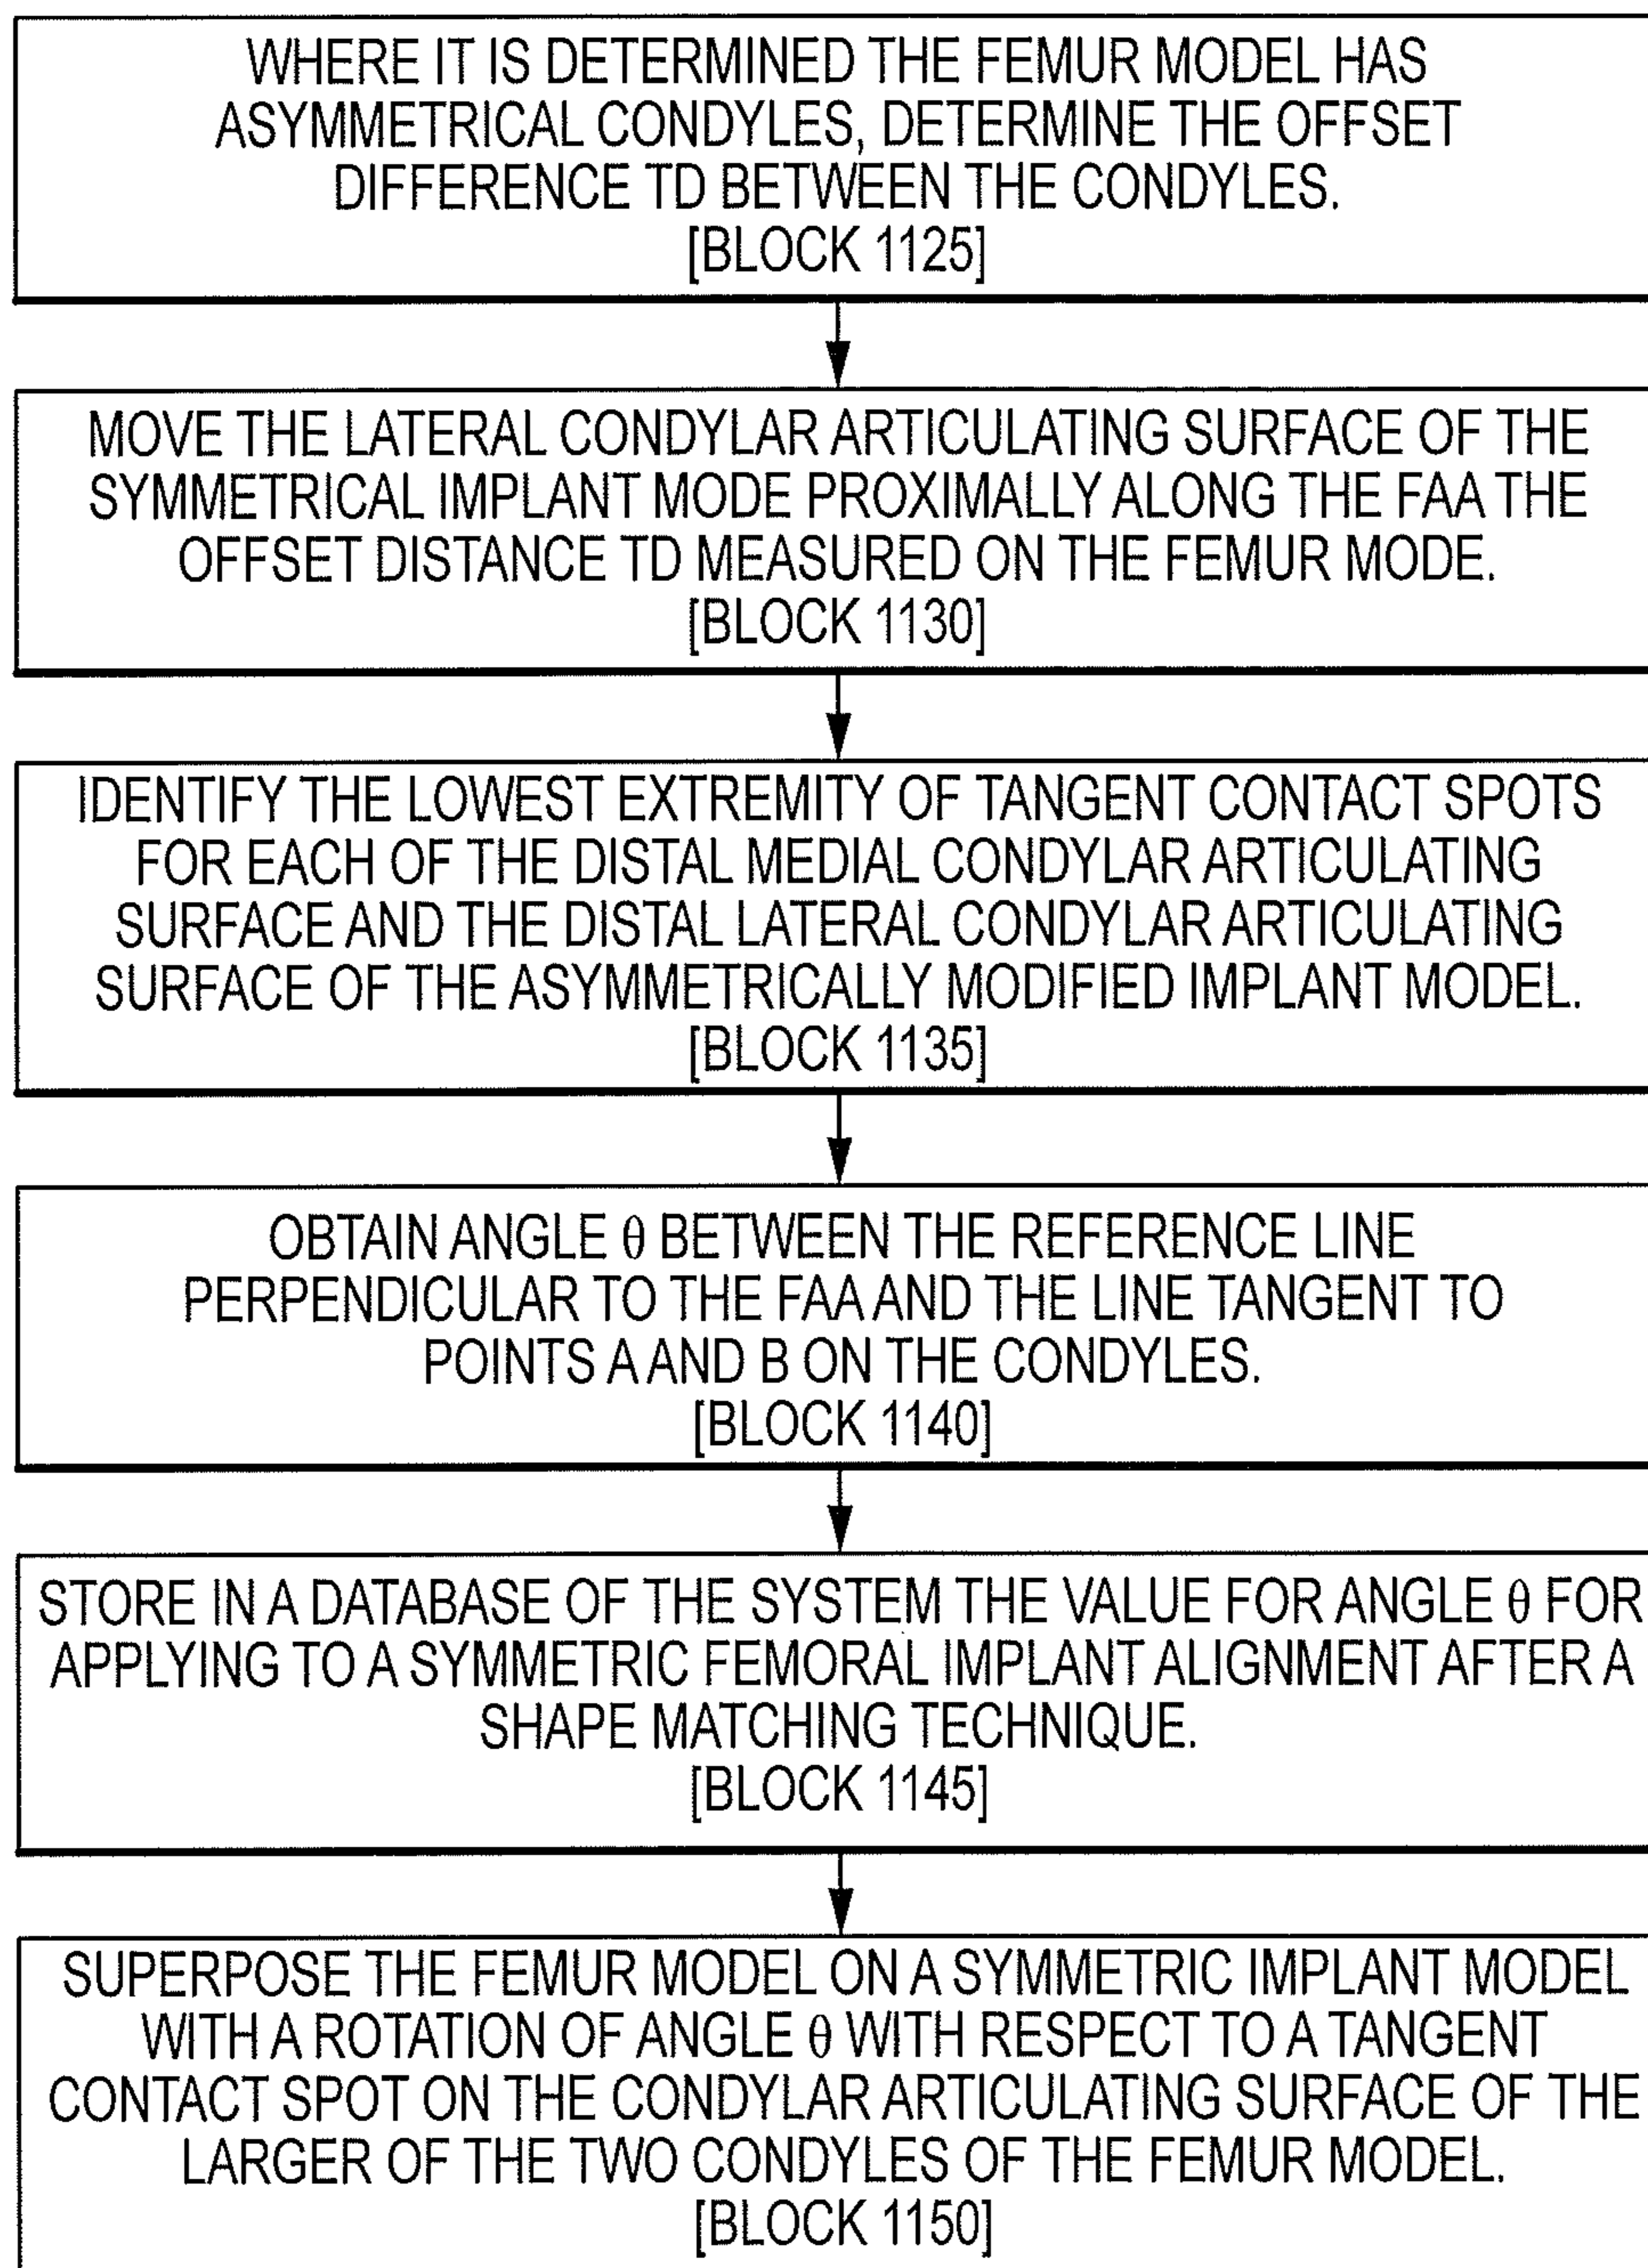 WHERE IT IS DETERMINED THE FEMUR MODEL HAS
ASYMMETRICAL CONDYLES, DETERMINE THE OFFSET
DIFFERENCE TD BETWEEN THE CONDYLES.
[BLOCK 1125]
MOVE THE LATERAL CONDYLAR ARTICULATING SURFACE OF THE
SYMMETRICAL IMPLANT MODE PROXIMALLY ALONG THE FAA THE
OFFSET DISTANCE TD MEASURED ON THE FEMUR MODE.
[BLOCK 1130]
IDENTIFY THE LOWEST EXTREMITY OF TANGENT CONTACT SPOTS
FOR EACH OF THE DISTAL MEDIAL CONDYLAR ARTICULATING
SURFACE AND THE DISTAL LATERAL CONDYLAR ARTICULATING
SURFACE OF THE ASYMMETRICALLY MODIFIED IMPLANT MODEL.
[BLOCK 1135]
OBTAIN ANGLE θ BETWEEN THE REFERENCE LINE
PERPENDICULAR TO THE FAA AND THE LINE TANGENT TO
POINTS A AND B ON THE CONDYLES.
[BLOCK 1140]
STORE IN A DATABASE OF THE SYSTEM THE VALUE FOR ANGLE θ FOR
APPLYING TO A SYMMETRIC FEMORAL IMPLANT ALIGNMENT AFTER A
SHAPE MATCHING TECHNIQUE.
[BLOCK 1145]
SUPERPOSE THE FEMUR MODEL ON A SYMMETRIC IMPLANT MODEL
WITH A ROTATION OF ANGLE θ WITH RESPECT TO A TANGENT
CONTACT SPOT ON THE CONDYLAR ARTICULATING SURFACE OF THE
LARGER OF THE TWO CONDYLES OF THE FEMUR MODEL.
[BLOCK 1150]